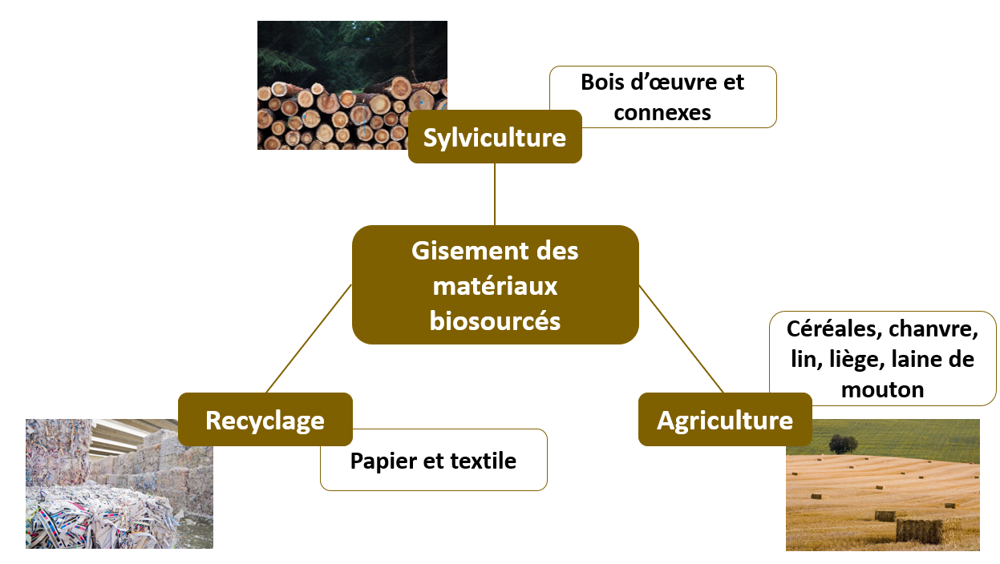 Bois d’œuvre et
connexes
Sylviculture
Gisement des
matériaux
biosourcés
Céréales, chanvre,
lin, liège, laine de
mouton
Recyclage
Agriculture
Papier et textile